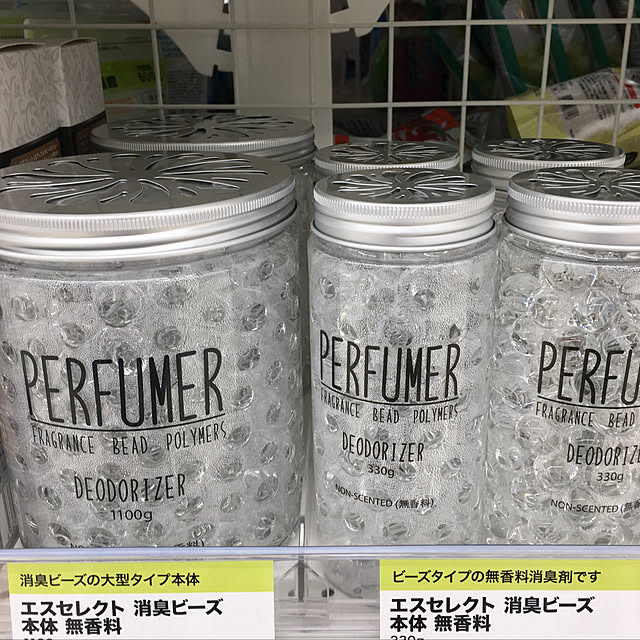 PERFUMER
FRAGRANCE BEAD POLYMERS
DEODORIZER
1100g
PERFUMER
FRAGRANCE BEAD POLYMERS
DEODORIZER
330g
NON-SCENTED (無香料)
PERFU
FRAGRANCE BEAD
DEODORIZE
330g
NON-SCENTED (無香
消臭ビーズの大型タイプ本体
エスセレクト 消臭ビーズ
本体 無香料
ビーズタイプの無香料消臭剤です
エスセレクト 消臭ビーズ
本体 無香料